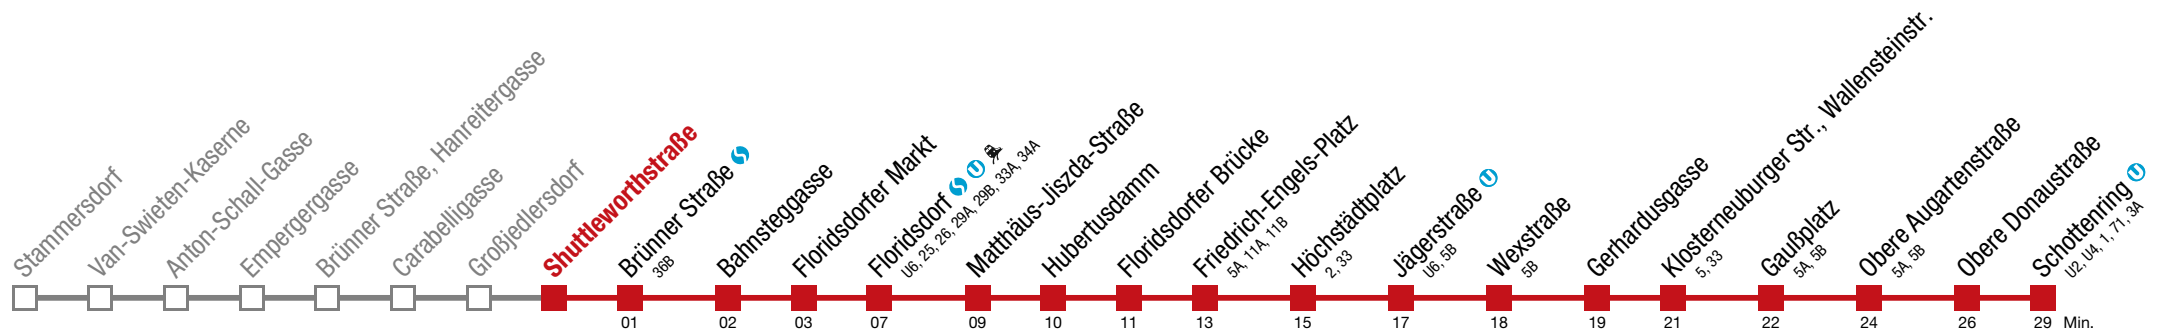 Stammersdorf
Van-Swieten-Kaserne
Anton-Schall-Gasse
Empergergasse
Brünner Straße, Hanreitergasse
Carabelligasse
Großjedlersdorf
Shuttleworthstraße
Brünner Straße
36B
Bahnsteggasse
Floridsdorfer Markt
Floridsdorf U
U6, 25, 26, 29A, 29B, 33A, 34A
Matthäus-Jiszda-Straße
Hubertusdamm
Floridsdorfer Brücke
Friedrich-Engels-Platz
5A, 11A, 11B
Höchstädtplatz
2, 33
Jägerstraße U
U6, 5B
Wexstraße
5B
Gerhardusgasse
Klosterneuburger Str., Wallensteinstr.
5, 33
Gaußplatz
5A, 5B
Obere Augartenstraße
5A, 5B
Obere Donaustraße
Schottenring U
U2, U4, 1, 71, 3A
01 02 03 07 09 10 11 13 15 17 18 19 21 22 24 26 29 Min.